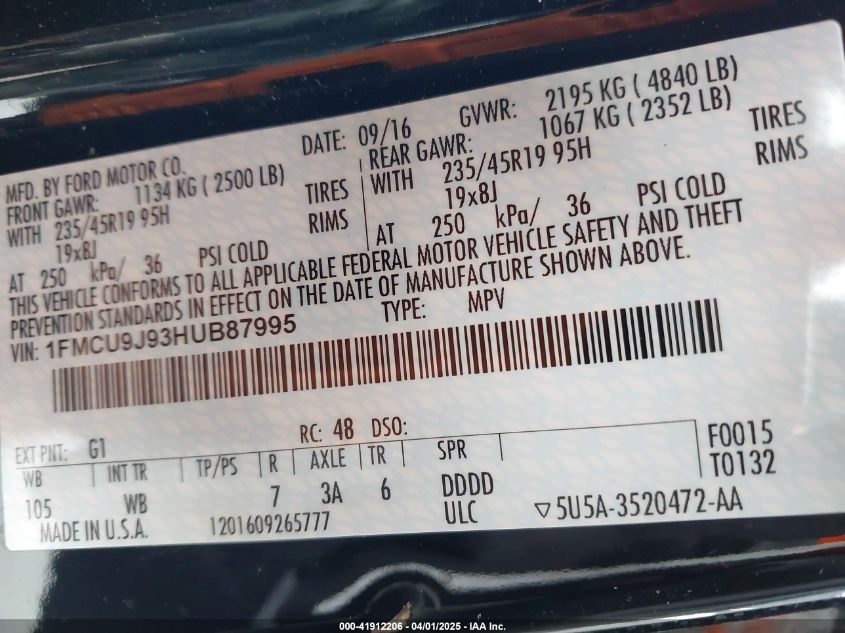 MFD. BY FORD MOTOR CO.
DATE: 09/16
GVWR: 2195 KG ( 4840 LB)
FRONT GAWR: 1134 KG ( 2500 LB)
REAR GAWR: 1067 KG ( 2352 LB)
WITH 235/45R19 95H TIRES
WITH 235/45R19 95H TIRES
19x8J RIMS
19x8J RIMS
AT 250 kPa/ 36 PSI COLD
AT 250 kPa/ 36 PSI COLD
THIS VEHICLE CONFORMS TO ALL APPLICABLE FEDERAL MOTOR VEHICLE SAFETY AND THEFT
PREVENTION STANDARDS IN EFFECT ON THE DATE OF MANUFACTURE SHOWN ABOVE.
VIN: 1FMCU9J93HUB87995
TYPE: MPV
EXT PNT: G1 RC: 48 DSO:
WB INT TR TP/PS R AXLE TR SPR
F0015
T0132
105 WB 7 3A 6 DDDD
MADE IN U.S.A. 1201609265777 ULC ▽5U5A-3520472-AA
000-41912206 - 04/01/2025 - IAA Inc.